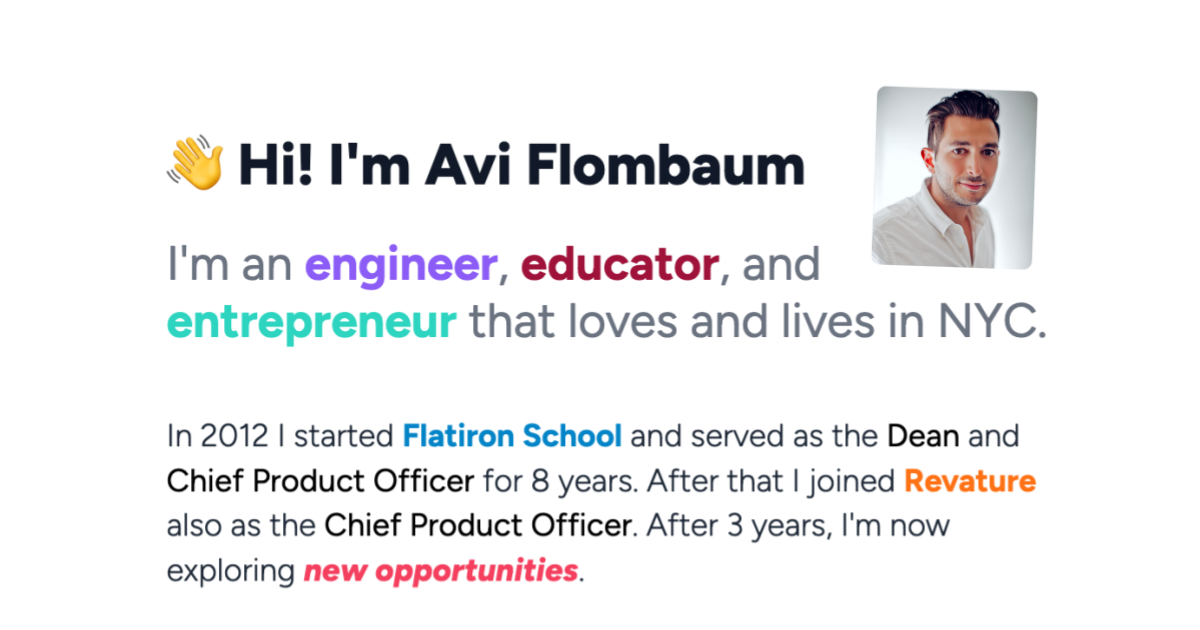 👋 Hi! I'm Avi Flombaum
I'm an engineer, educator, and
entrepreneur that loves and lives in NYC.
In 2012 I started Flatiron School and served as the Dean and
Chief Product Officer for 8 years. After that I joined Revature
also as the Chief Product Officer. After 3 years, I'm now
exploring new opportunities.